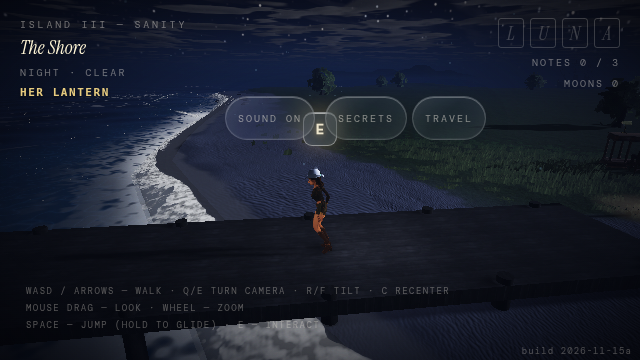 ISLAND III — SANITY
The Shore
NIGHT · CLEAR
HER LANTERN
L U N A
NOTES 0 / 3
MOONS 0
SOUND ON
E
SECRETS
TRAVEL
WASD / ARROWS — WALK · Q/E TURN CAMERA · R/F TILT · C RECENTER
MOUSE DRAG — LOOK · WHEEL — ZOOM
SPACE — JUMP (HOLD TO GLIDE) · E — INTERACT
build 2026-11-15a